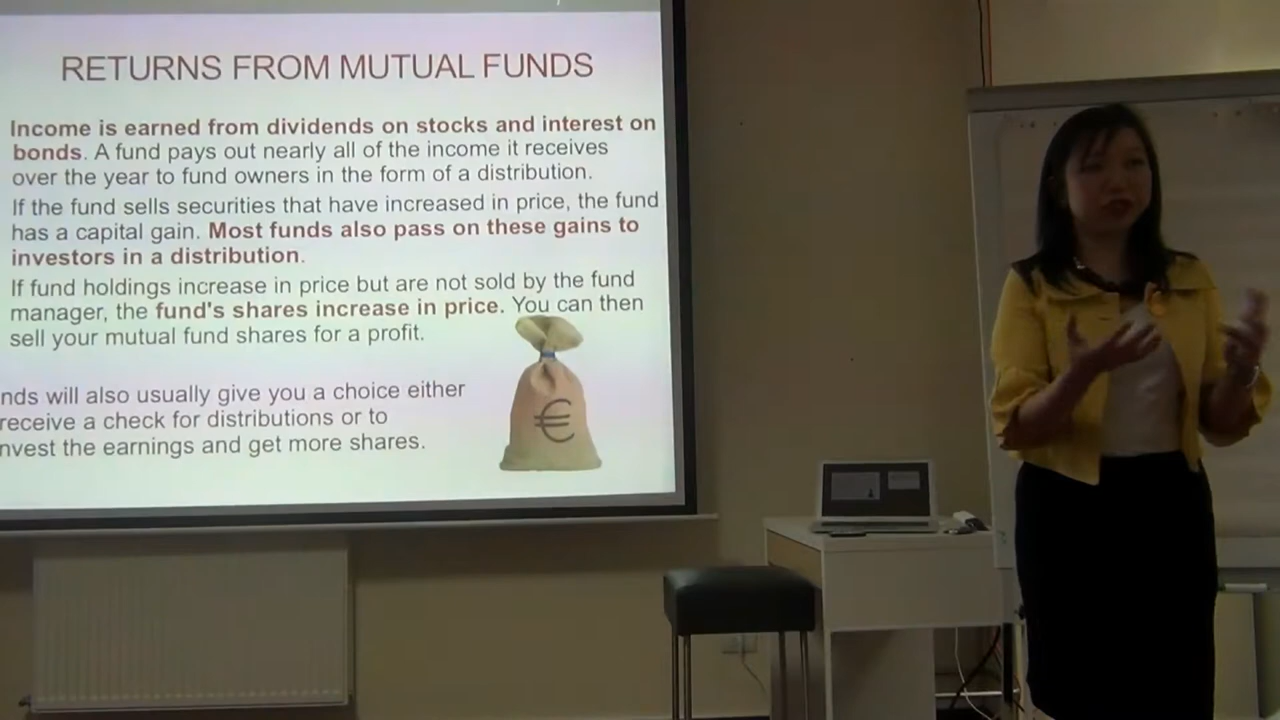 RETURNS FROM MUTUAL FUNDS
Income is earned from dividends on stocks and interest on
bonds. A fund pays out nearly all of the income it receives
over the year to fund owners in the form of a distribution.
If the fund sells securities that have increased in price, the fund
has a capital gain. Most funds also pass on these gains to
investors in a distribution.
If fund holdings increase in price but are not sold by the fund
manager, the fund's shares increase in price. You can then
sell your mutual fund shares for a profit.
nds will also usually give you a choice either
receive a check for distributions or to
nvest the earnings and get more shares.
€